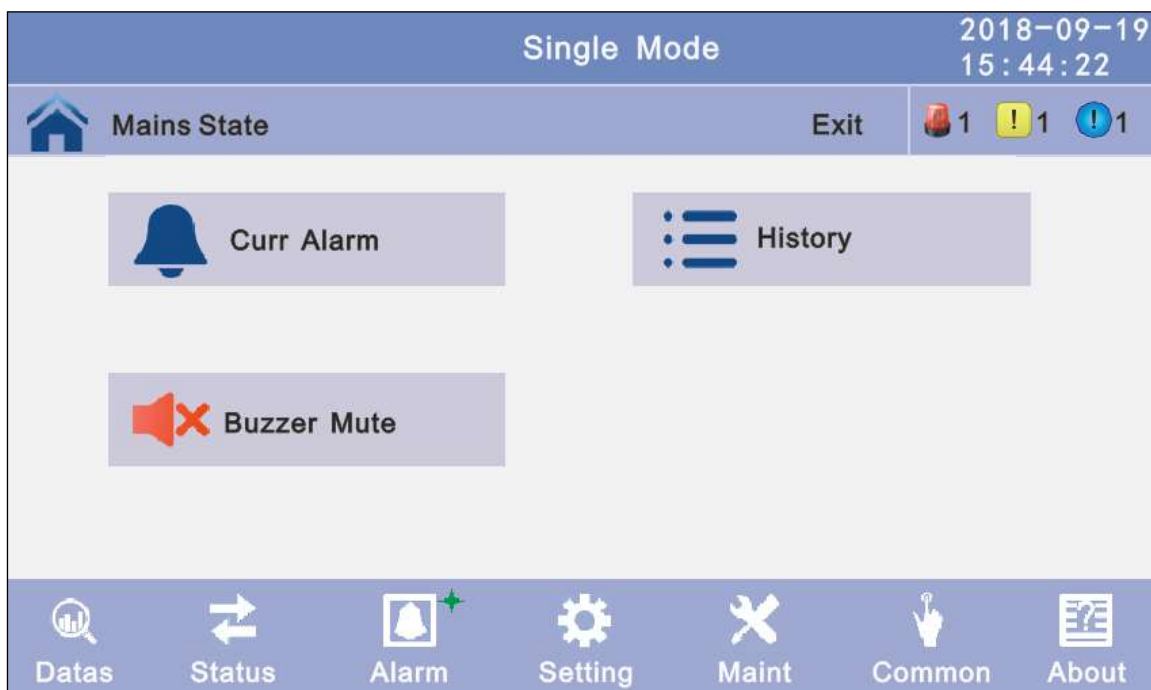 Single Mode
2018-09-19
15:44:22
Mains State
Exit
1
! 1
! 1
Curr Alarm
History
Buzzer Mute
Datas
Status
Alarm
Setting
Maint
Common
About